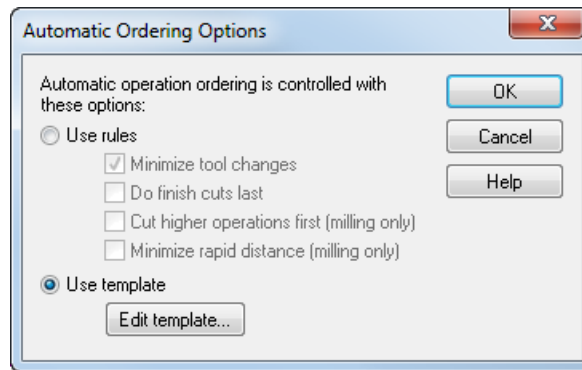 Automatic Ordering Options
Automatic operation ordering is controlled with
these options:
OK
Use rules
Cancel
Minimize tool changes
Help
Do finish cuts last
Cut higher operations first (milling only)
Minimize rapid distance (milling only)
Use template
Edit template...